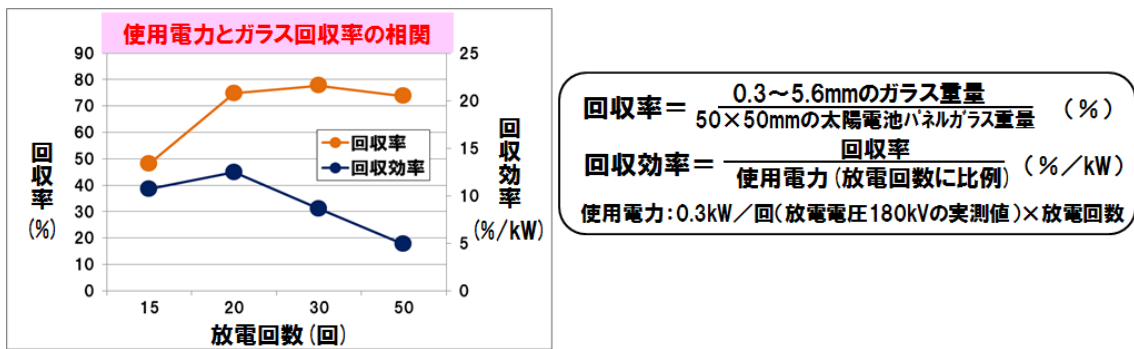 使用電力とガラス回収率の相関
90
80
70
60
50
40
30
20
10
0
回収率
(%)
25
20
15
10
5
0
回収効率
(%/kW)
回収率
回収効率
15 20 30 50
放電回数(回)
回収率＝ 0.3～5.6mmのガラス重量 (%)
50×50mmの太陽電池パネルガラス重量
回収効率＝ 回収率 (%/kW)
使用電力(放電回数に比例)
使用電力：0.3kW/回(放電電圧180kVの実測値)×放電回数